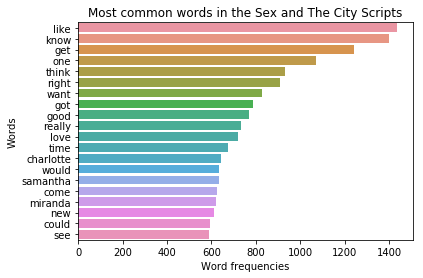 Most common words in the Sex and The City Scripts
Words
like
know
get
one
think
right
want
got
good
really
love
time
charlotte
would
samantha
come
miranda
new
could
see
0 200 400 600 800 1000 1200 1400
Word frequencies